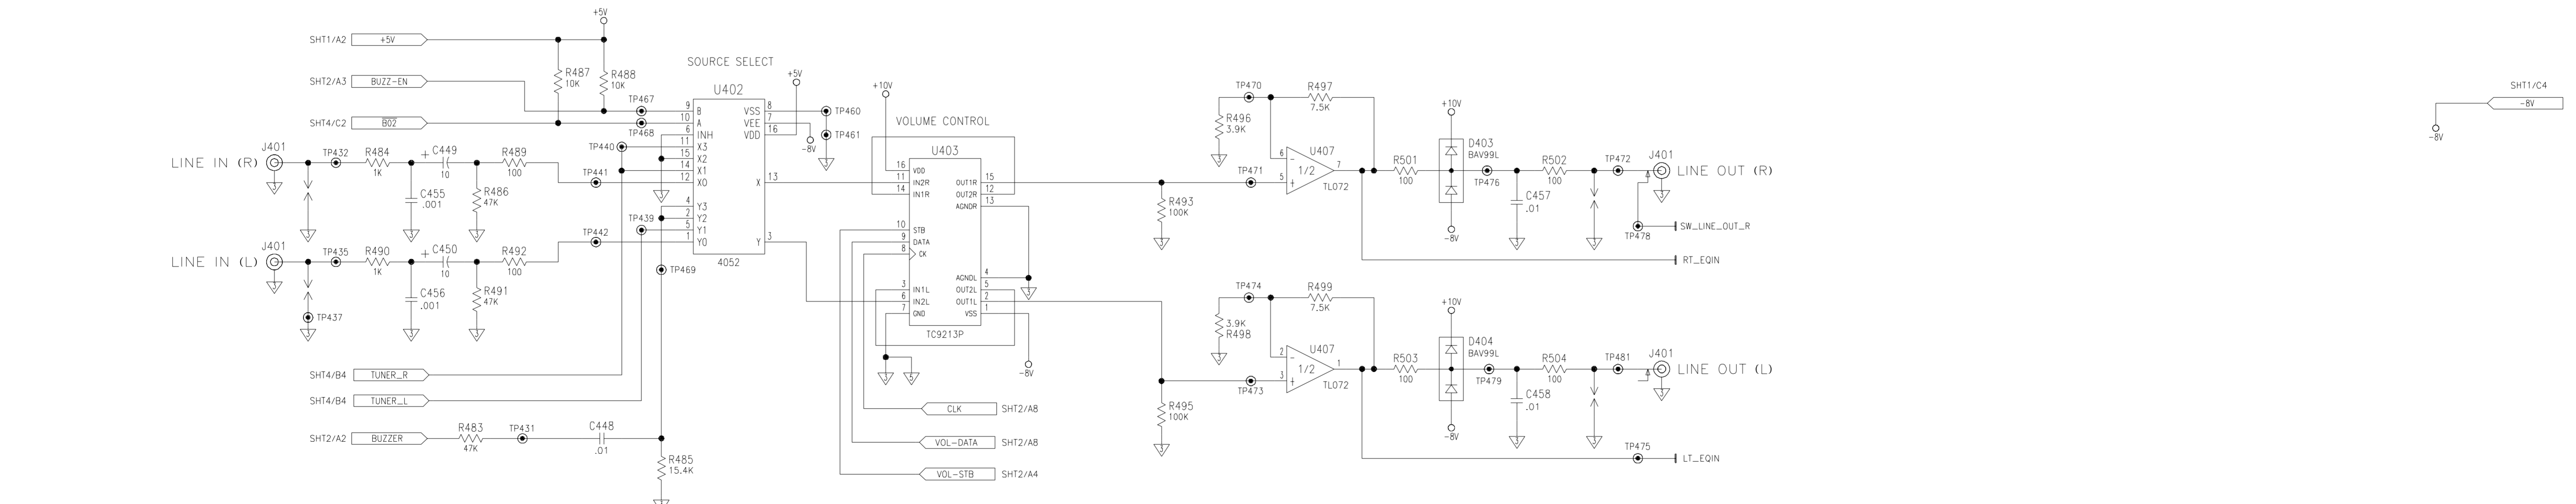 +5V
SHT1/A2 +5V
SHT2/A3 BUZZ-EN
SHT4/C2 B02
R487
10K
R488
10K
SOURCE SELECT
U402
+5V
TP467
TP468
TP440
9 B
10 A
6 INH
11 X3
15 X2
14 X1
12 X0
4 Y3
2 Y2
5 Y1
1 Y0
VSS 8
VEE 7
VDD 16
X 13
Y 3
4052
-8V
TP460
TP461
LINE IN (R)
J401
TP432
R484
1K
+ C449
10
R489
100
C455
.001
R486
47K
TP441
3
LINE IN (L)
J401
TP435
R490
1K
+ C450
10
R492
100
C456
.001
R491
47K
TP439
TP442
TP437
TP469
SHT4/B4 TUNER_R
SHT4/B4 TUNER_L
SHT2/A2 BUZZER
R483
47K
TP431
C448
.01
R485
15.4K
+10V
VOLUME CONTROL
U403
16 VDD
11 IN2R
14 IN1R
10 STB
9 DATA
8 CK
3 IN1L
6 IN2L
7 GND
OUT1R 15
OUT2R 12
AGNDR 13
AGNDL 4
OUT2L 5
OUT1L 2
VSS 1
TC9213P
3
5
-8V
CLK SHT2/A8
VOL-DATA SHT2/A8
VOL-STB SHT2/A4
TP470
R497
7.5K
R496
3.9K
TP471
R493
100K
U407
6 -
5 +
1/2
7
TL072
R501
100
+10V
D403
BAV99L
TP476
-8V
C457
.01
R502
100
TP472
J401
LINE OUT (R)
TP478
SW_LINE_OUT_R
RT_EQIN
TP474
R499
7.5K
3.9K
R498
TP473
R495
100K
U407
2 -
3 +
1/2
1
TL072
R503
100
+10V
D404
BAV99L
TP479
-8V
C458
.01
R504
100
TP481
J401
LINE OUT (L)
TP475
LT_EQIN
SHT1/C4
-8V
-8V